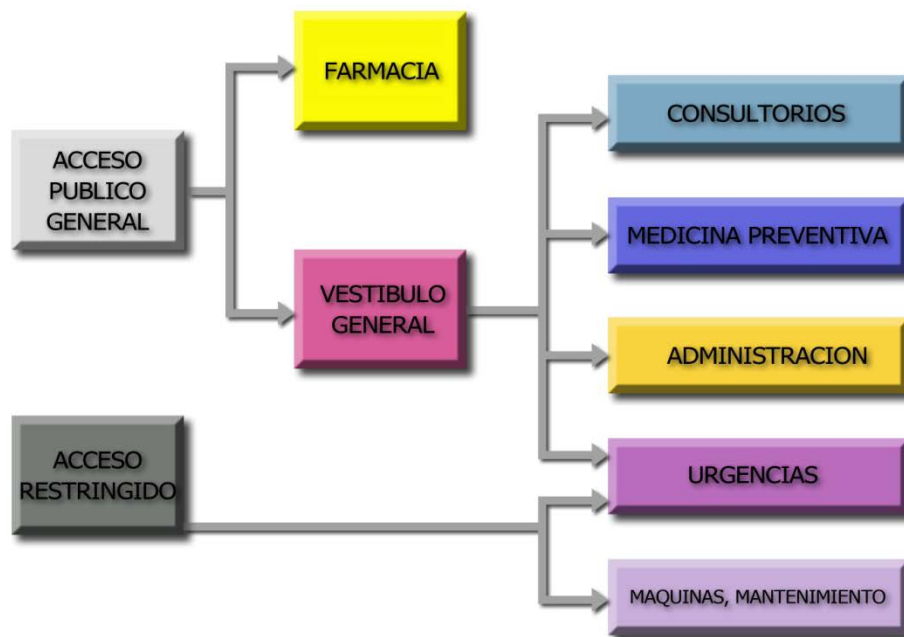 FARMACIA
ACCESO
PUBLICO
GENERAL
VESTIBULO
GENERAL
CONSULTORIOS
MEDICINA PREVENTIVA
ADMINISTRACION
ACCESO
RESTRINGIDO
URGENCIAS
MAQUINAS, MANTENIMIENTO